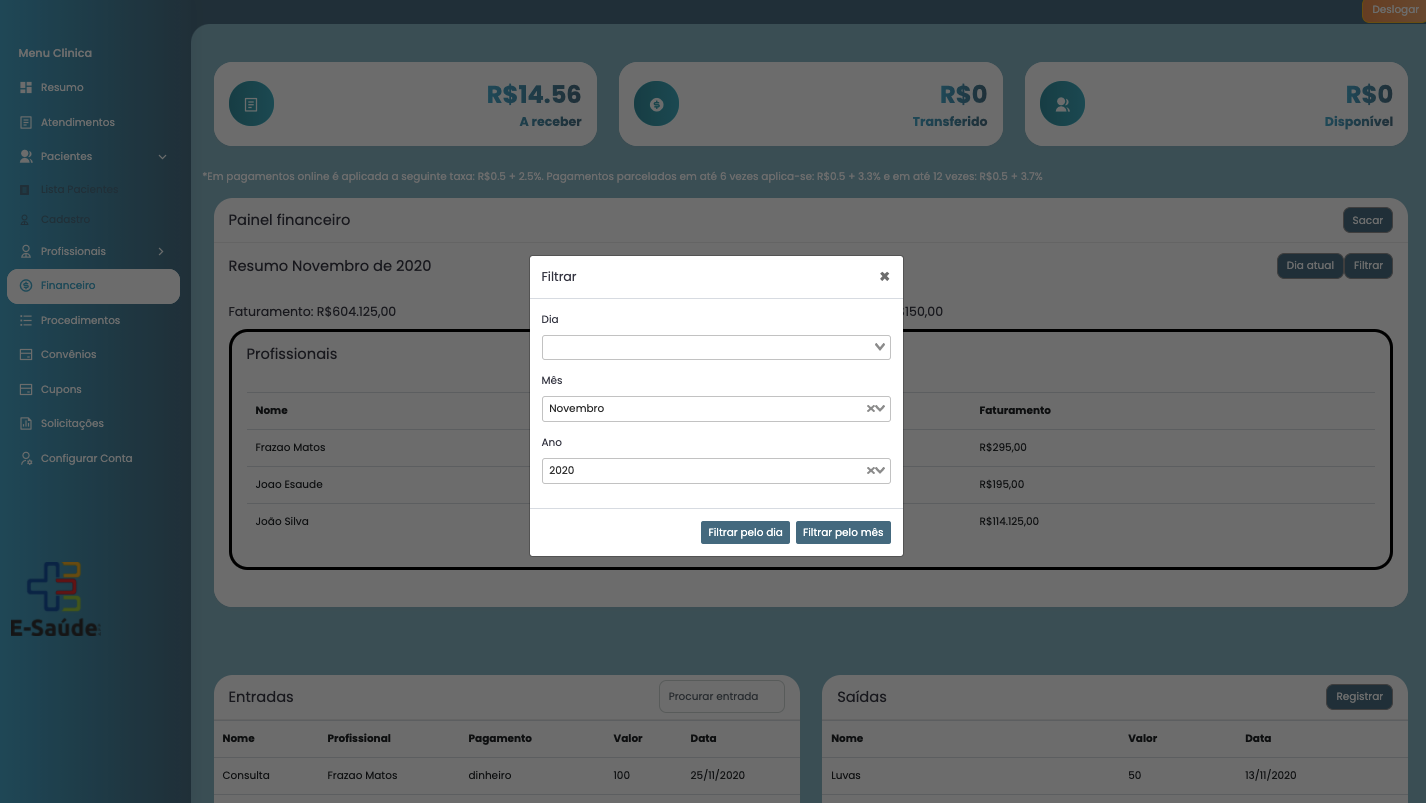 Deslogar
Menu Clinica
Resumo
Atendimentos
Pacientes
Lista Pacientes
Cadastro
Profissionais
Financeiro
Procedimentos
Convênios
Cupons
Solicitações
Configurar Conta
E-Saúde
R$14.56
A receber
R$0
Transferido
R$0
Disponível
*Em pagamentos online é aplicada a seguinte taxa: R$0.5 + 2.5%. Pagamentos parcelados em até 6 vezes aplica-se: R$0.5 + 3.3% e em até 12 vezes: R$0.5 + 3.7%
Painel financeiro
Sacar
Resumo Novembro de 2020
Dia atual
Filtrar
Faturamento: R$604.125,00
$150,00
Profissionais
Nome
Faturamento
Frazao Matos
R$295,00
Joao Esaude
R$195,00
João Silva
R$114.125,00
Filtrar
Dia
Mês
Novembro
Ano
2020
Filtrar pelo dia
Filtrar pelo mês
Entradas
Procurar entrada
Nome Profissional Pagamento Valor Data
Consulta Frazao Matos dinheiro 100 25/11/2020
Saídas
Registrar
Nome Valor Data
Luvas 50 13/11/2020